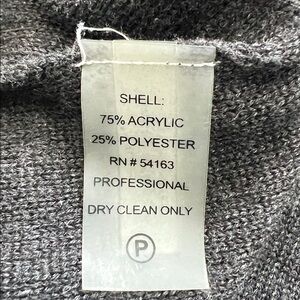 SHELL:
75% ACRYLIC
25% POLYESTER
RN # 54163
PROFESSIONAL
DRY CLEAN ONLY
P